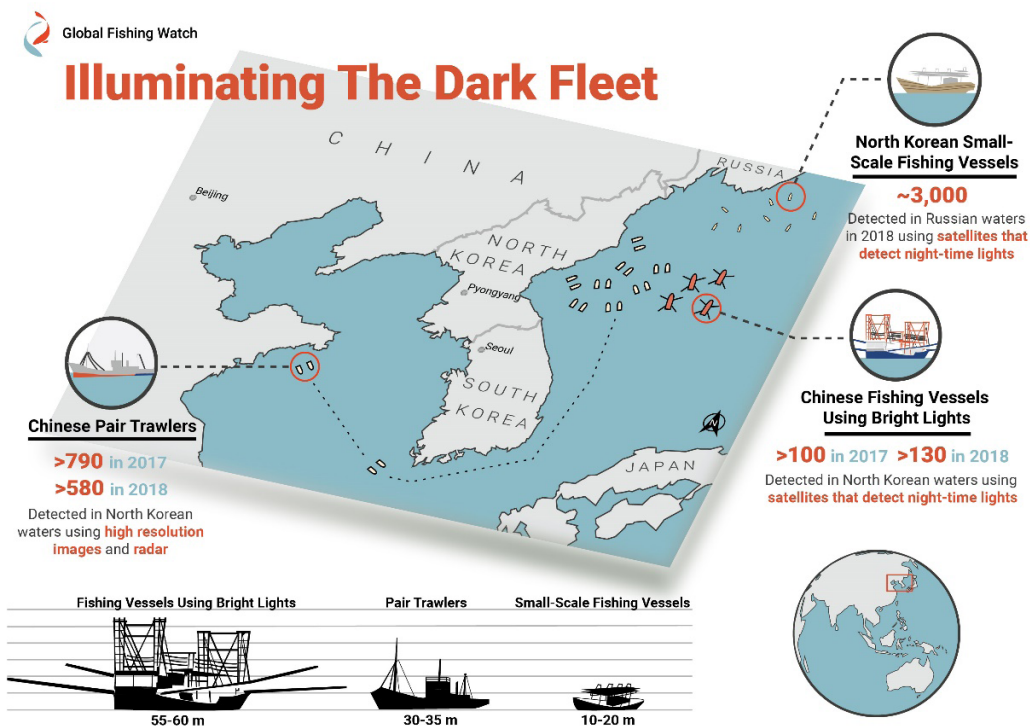 Global Fishing Watch
Illuminating The Dark Fleet
CHINA
RUSSIA
Beijing
NORTH
KOREA
Pyongyang
Seoul
SOUTH
KOREA
JAPAN
N
North Korean Small-
Scale Fishing Vessels
~3,000
Detected in Russian waters
in 2018 using satellites that
detect night-time lights
Chinese Fishing Vessels
Using Bright Lights
>100 in 2017 >130 in 2018
Detected in North Korean waters using
satellites that detect night-time lights
Chinese Pair Trawlers
>790 in 2017
>580 in 2018
Detected in North Korean
waters using high resolution
images and radar
Fishing Vessels Using Bright Lights
Pair Trawlers
Small-Scale Fishing Vessels
55-60 m
30-35 m
10-20 m